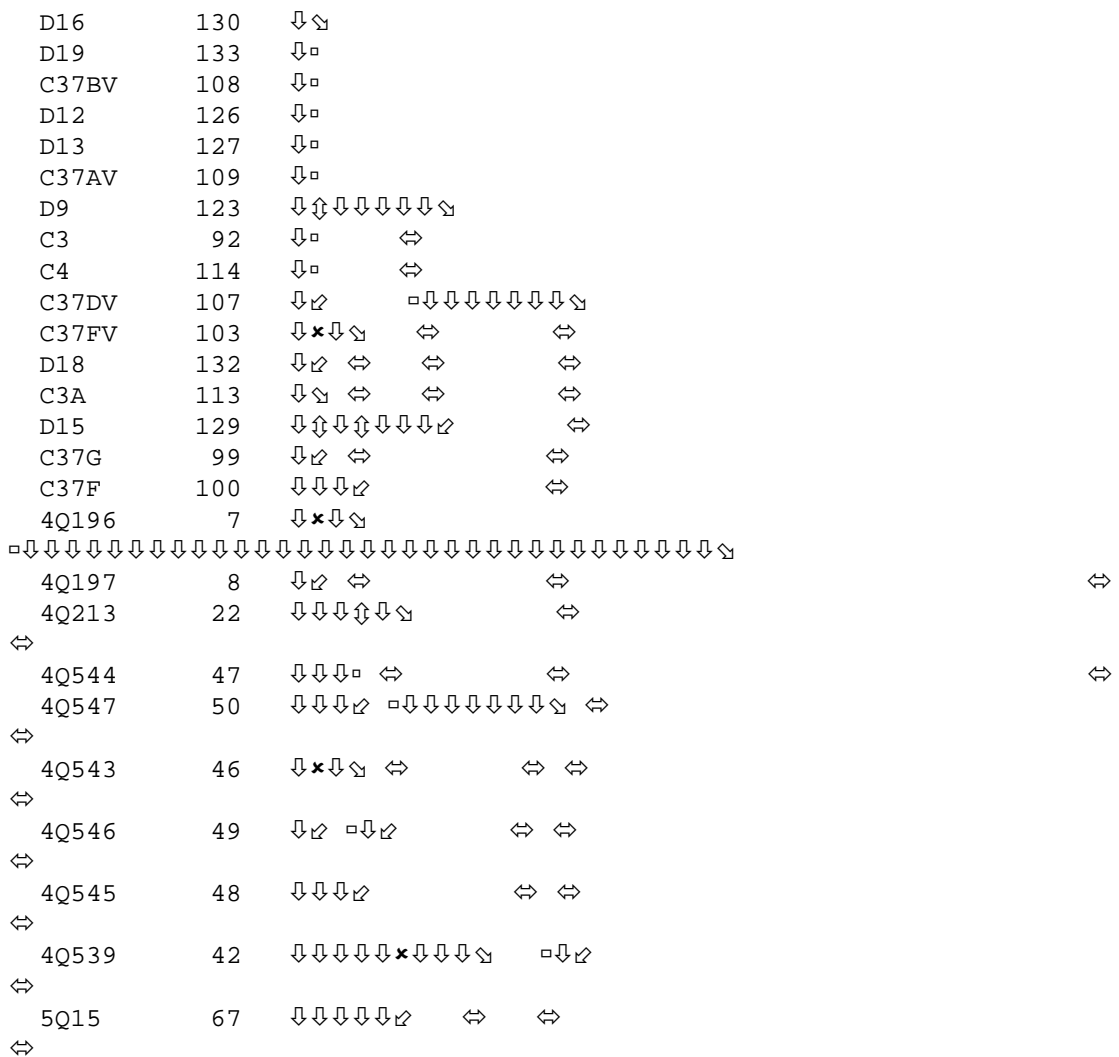 D16 130 ⇩⬂
D19 133 ⇩▫
C37BV 108 ⇩▫
D12 126 ⇩▫
D13 127 ⇩▫
C37AV 109 ⇩▫
D9 123 ⇩⇳⇩⇩⇩⇩⇩⬂
C3 92 ⇩▫ ⬄
C4 114 ⇩▫ ⬄
C37DV 107 ⇩⬃ ▫⇩⇩⇩⇩⇩⇩⇩⬂
C37FV 103 ⇩×⇩⬂ ⬄ ⬄
D18 132 ⇩⬃ ⬄ ⬄ ⬄
C3A 113 ⇩⬂ ⬄ ⬄ ⬄
D15 129 ⇩⇳⇩⇳⇩⇩⇩⬃ ⬄
C37G 99 ⇩⬃ ⬄ ⬄
C37F 100 ⇩⇩⇩⬃ ⬄
4Q196 7 ⇩×⇩⬂
▫⇩⇩⇩⇩⇩⇩⇩⇩⇩⇩⇩⇩⇩⇩⇩⇩⇩⇩⇩⇩⇩⇩⇩⇩⇩⇩⇩⇩⇩⇩⇩⇩⇩⬂
4Q197 8 ⇩⬃ ⬄ ⬄ ⬄
4Q213 22 ⇩⇩⇩⇳⇩⬂ ⬄
⬄
4Q544 47 ⇩⇩⇩▫ ⬄ ⬄ ⬄
4Q547 50 ⇩⇩⇩⬃ ▫⇩⇩⇩⇩⇩⇩⇩⬂ ⬄
⬄
4Q543 46 ⇩×⇩⬂ ⬄ ⬄ ⬄
⬄
4Q546 49 ⇩⬃ ▫⇩⬃ ⬄ ⬄
⬄
4Q545 48 ⇩⇩⇩⬃ ⬄ ⬄
⬄
4Q539 42 ⇩⇩⇩⇩⇩×⇩⇩⇩⬂ ▫⇩⬃
⬄
5Q15 67 ⇩⇩⇩⇩⇩⬃ ⬄ ⬄
⬄